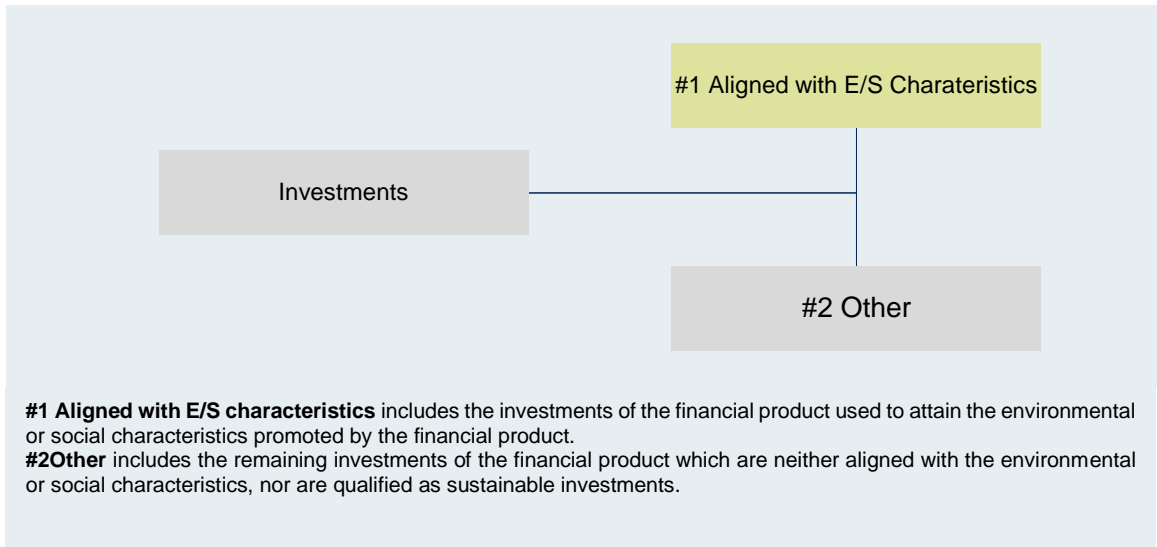 #1 Aligned with E/S Charateristics
Investments
#2 Other
#1 Aligned with E/S characteristics includes the investments of the financial product used to attain the environmental
or social characteristics promoted by the financial product.
#2Other includes the remaining investments of the financial product which are neither aligned with the environmental
or social characteristics, nor are qualified as sustainable investments.